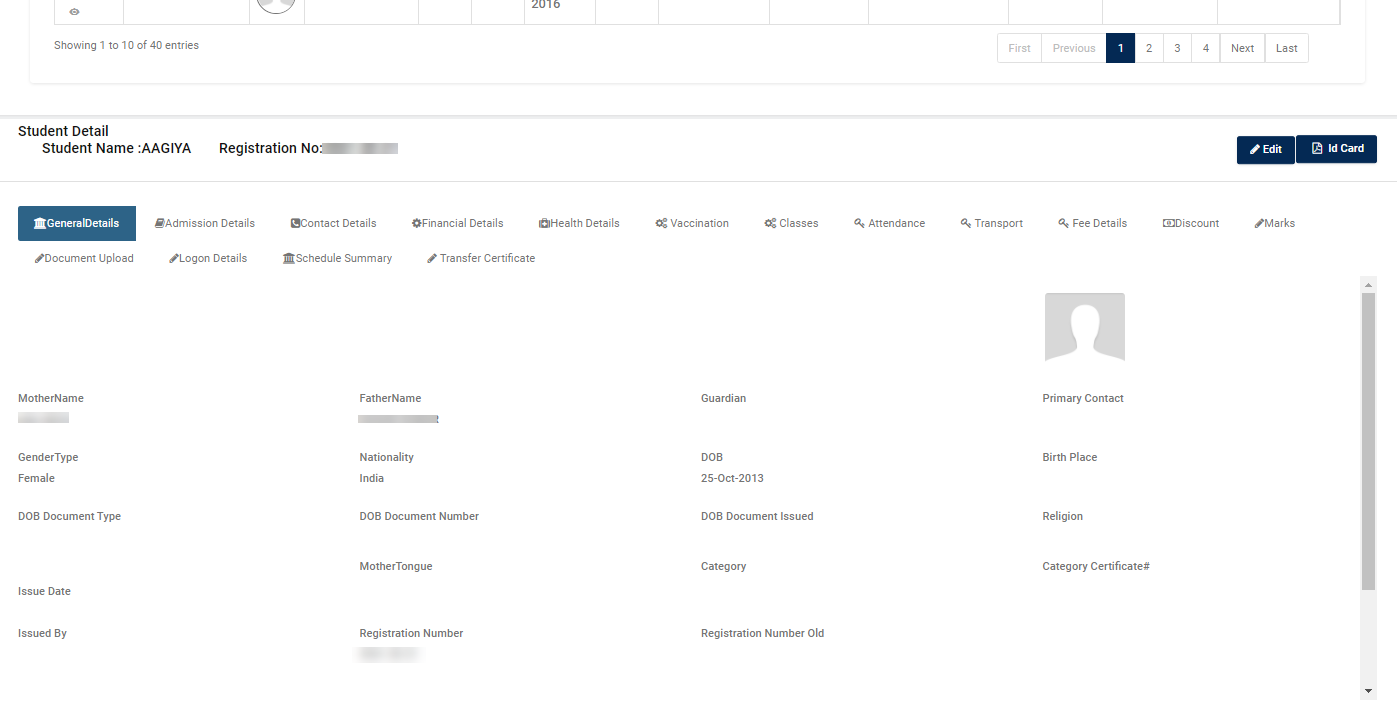 2016
Showing 1 to 10 of 40 entries
First Previous 1 2 3 4 Next Last
Student Detail
Student Name :AAGIYA Registration No:
Edit Id Card
GeneralDetails Admission Details Contact Details Financial Details Health Details Vaccination Classes Attendance Transport Fee Details Discount Marks
Document Upload Logon Details Schedule Summary Transfer Certificate
MotherName FatherName Guardian Primary Contact
GenderType Nationality DOB Birth Place
Female India 25-Oct-2013
DOB Document Type DOB Document Number DOB Document Issued Religion
MotherTongue Category Category Certificate#
Issue Date
Issued By Registration Number Registration Number Old